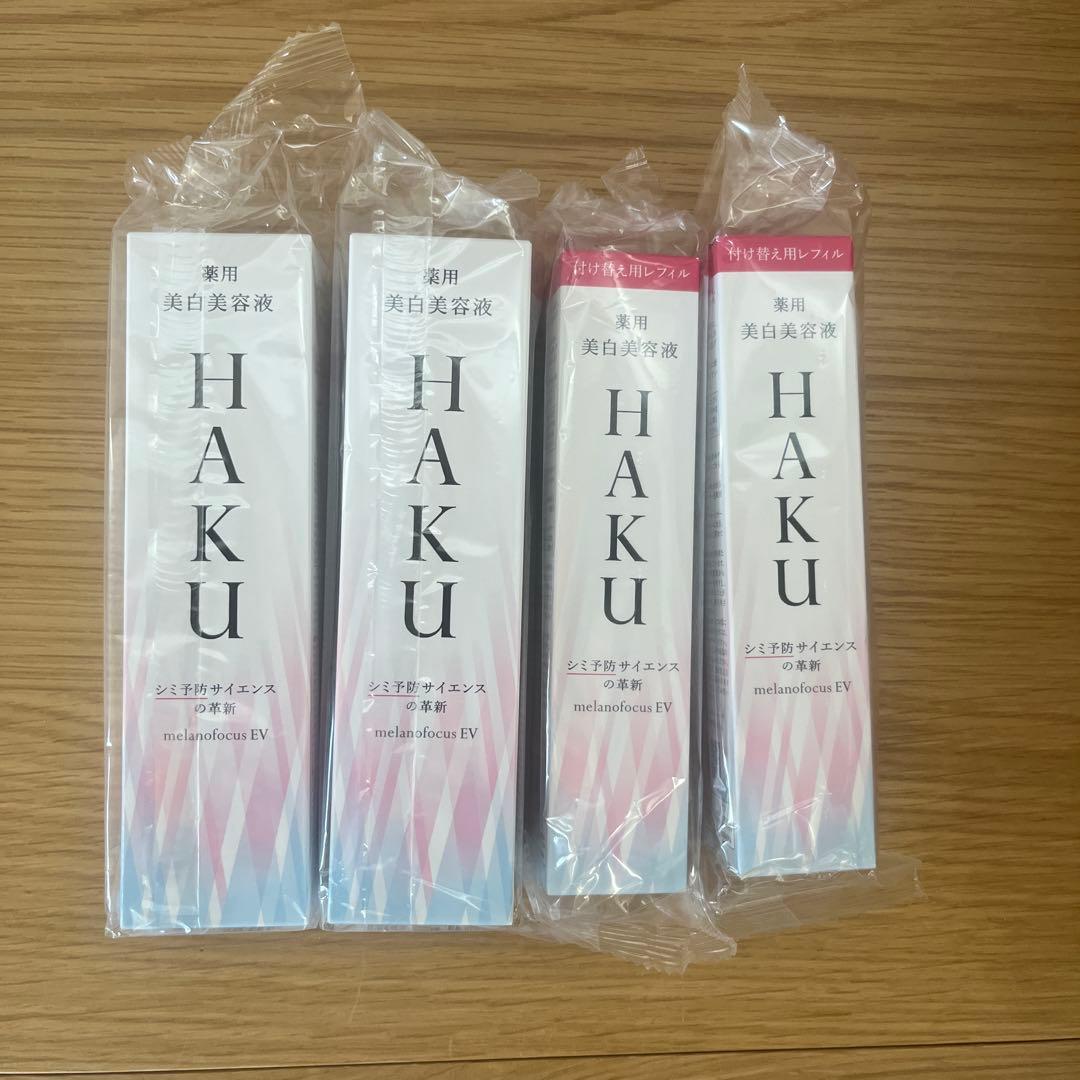 薬用
美白美容液
HAKU
シミ予防サイエンス
の革新
melanofocus EV
薬用
美白美容液
HAKU
シミ予防サイエンス
の革新
melanofocus EV
付け替え用レフィル
薬用
美白美容液
HAKU
シミ予防サイエンス
の革新
melanofocus EV
付け替え用レフィル
薬用
美白美容液
HAKU
シミ予防サイエンス
の革新
melanofocus EV